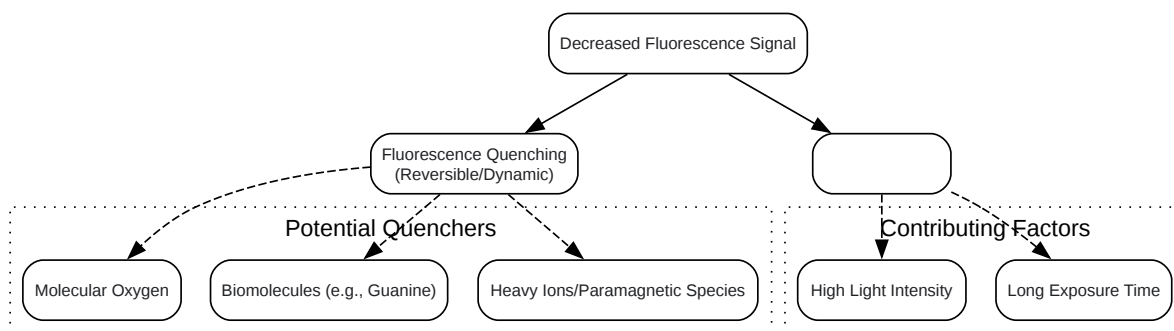 Decreased Fluorescence Signal
Fluorescence Quenching
(Reversible/Dynamic)
Potential Quenchers
Contributing Factors
Molecular Oxygen
Biomolecules (e.g., Guanine)
Heavy Ions/Paramagnetic Species
High Light Intensity
Long Exposure Time